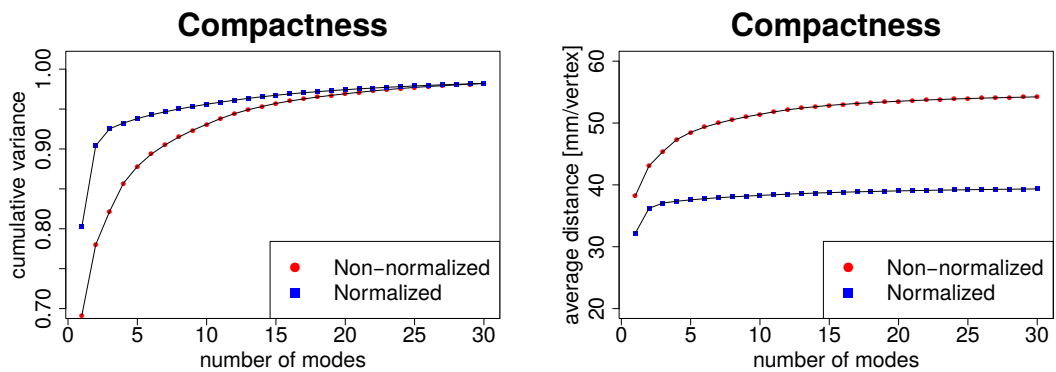 Compactness
cumulative variance
1.00
0.90
0.80
0.70
Non-normalized
Normalized
0 5 10 15 20 25 30
number of modes
Compactness
average distance [mm/vertex]
60
50
40
30
20
Non-normalized
Normalized
0 5 10 15 20 25 30
number of modes